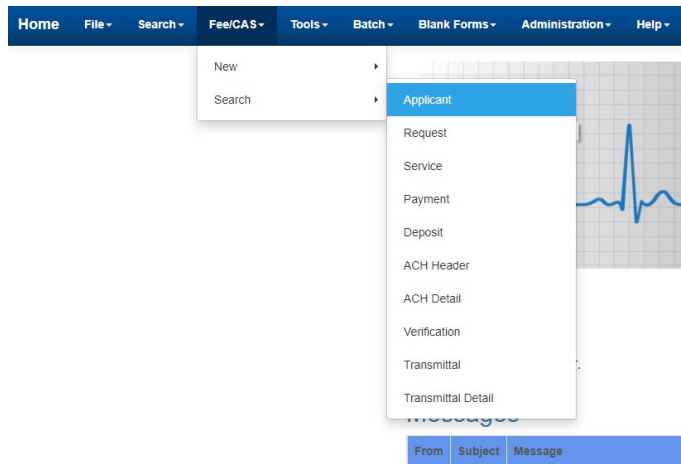 Home File Search Fee/CAS Tools Batch Blank Forms Administration Help
New
Search
Applicant
Request
Service
Payment
Deposit
ACH Header
ACH Detail
Verification
Transmittal
Transmittal Detail
Messages
From Subject Message